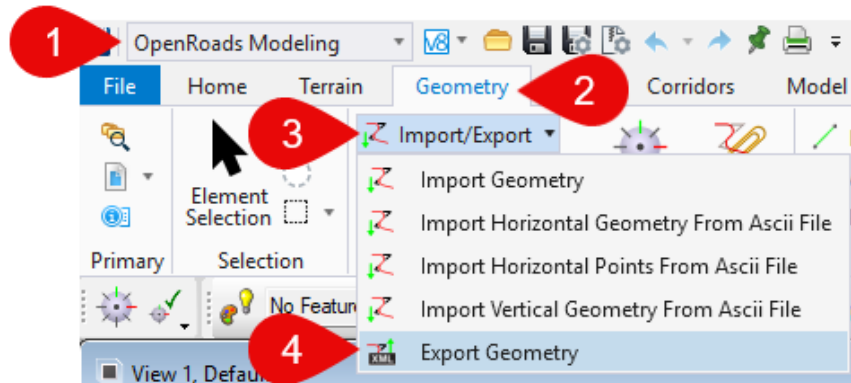 1
OpenRoads Modeling
V8
File Home Terrain Geometry 2 Corridors Model
3
Import/Export
Element
Selection
Primary Selection
Import Geometry
Import Horizontal Geometry From Ascii File
Import Horizontal Points From Ascii File
Import Vertical Geometry From Ascii File
No Featur
4
XML
Export Geometry
View 1, Defau